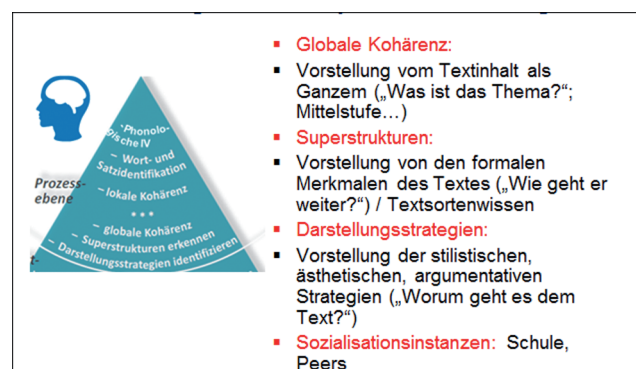 -Phonolo-
gische IV
– Wort- und
Satzidentifikation
Prozess-
ebene
– lokale Kohärenz
* * *
– globale Kohärenz
– Superstrukturen erkennen
– Darstellungsstrategien identifizieren
t-
Globale Kohärenz:
Vorstellung vom Textinhalt als
Ganzem („Was ist das Thema?“;
Mittelstufe…)
Superstrukturen:
Vorstellung von den formalen
Merkmalen des Textes („Wie geht er
weiter?“) / Textsortenwissen
Darstellungsstrategien:
Vorstellung der stilistischen,
ästhetischen, argumentativen
Strategien („Worum geht es dem
Text?“)
Sozialisationsinstanzen: Schule,
Peers